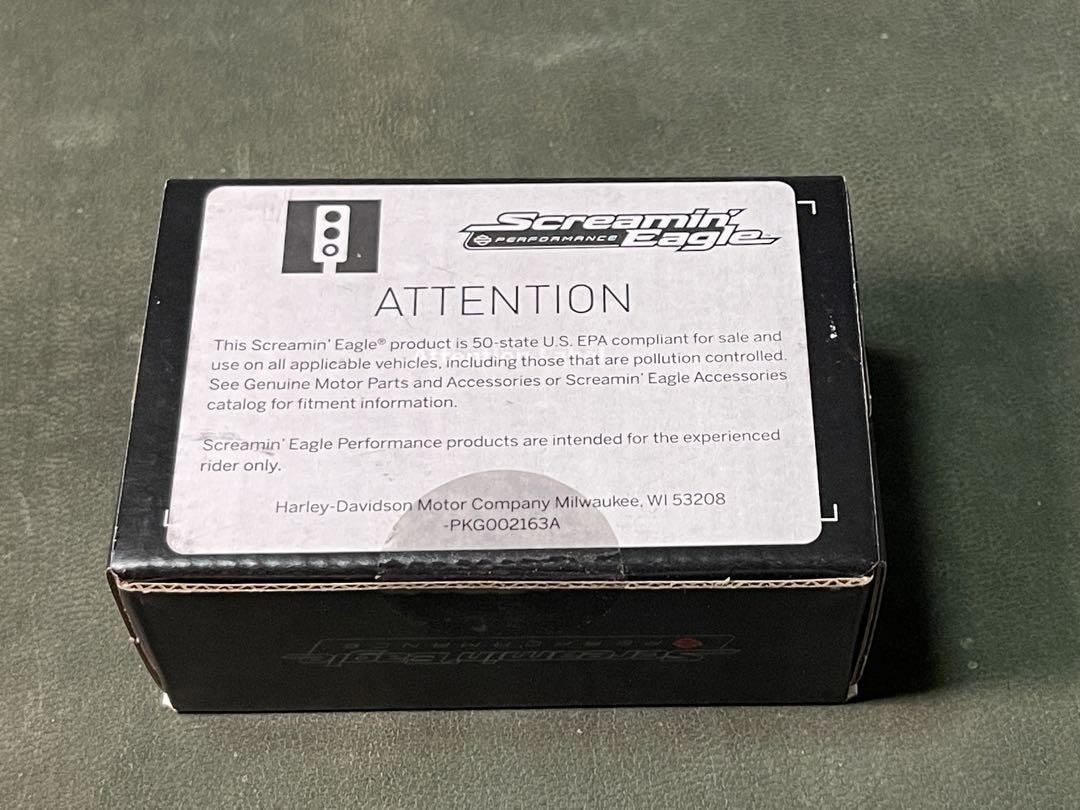 Screamin'
PERFORMANCE Eagle
ATTENTION
This Screamin' Eagle® product is 50-state U.S. EPA compliant for sale and
use on all applicable vehicles, including those that are pollution controlled.
See Genuine Motor Parts and Accessories or Screamin' Eagle Accessories
catalog for fitment information.
Screamin' Eagle Performance products are intended for the experienced
rider only.
Harley-Davidson Motor Company Milwaukee, WI 53208
-PKG002163A
PERFORMANCE
Screamin' Eagle